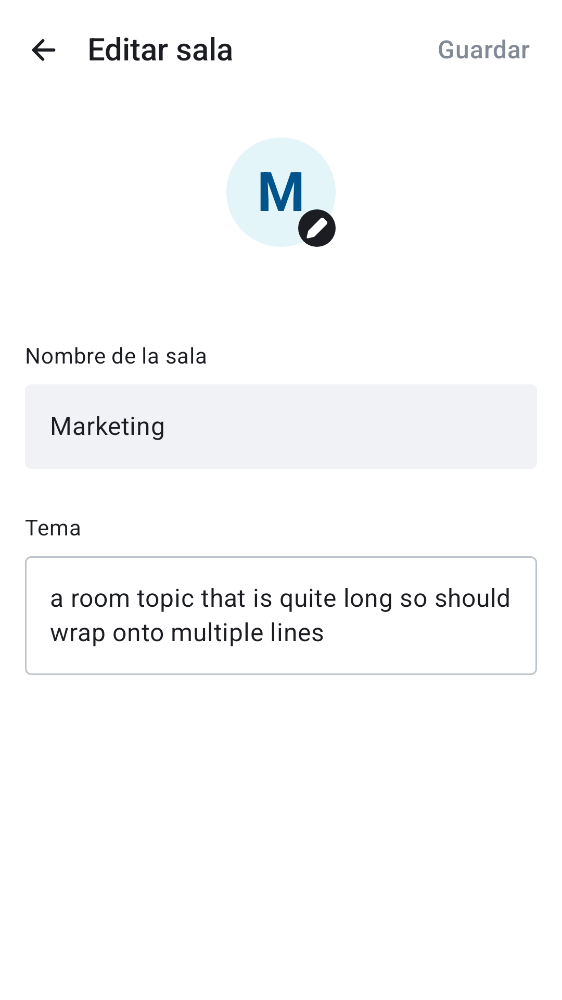 Editar sala
Guardar
M
Nombre de la sala
Marketing
Tema
a room topic that is quite long so should
wrap onto multiple lines